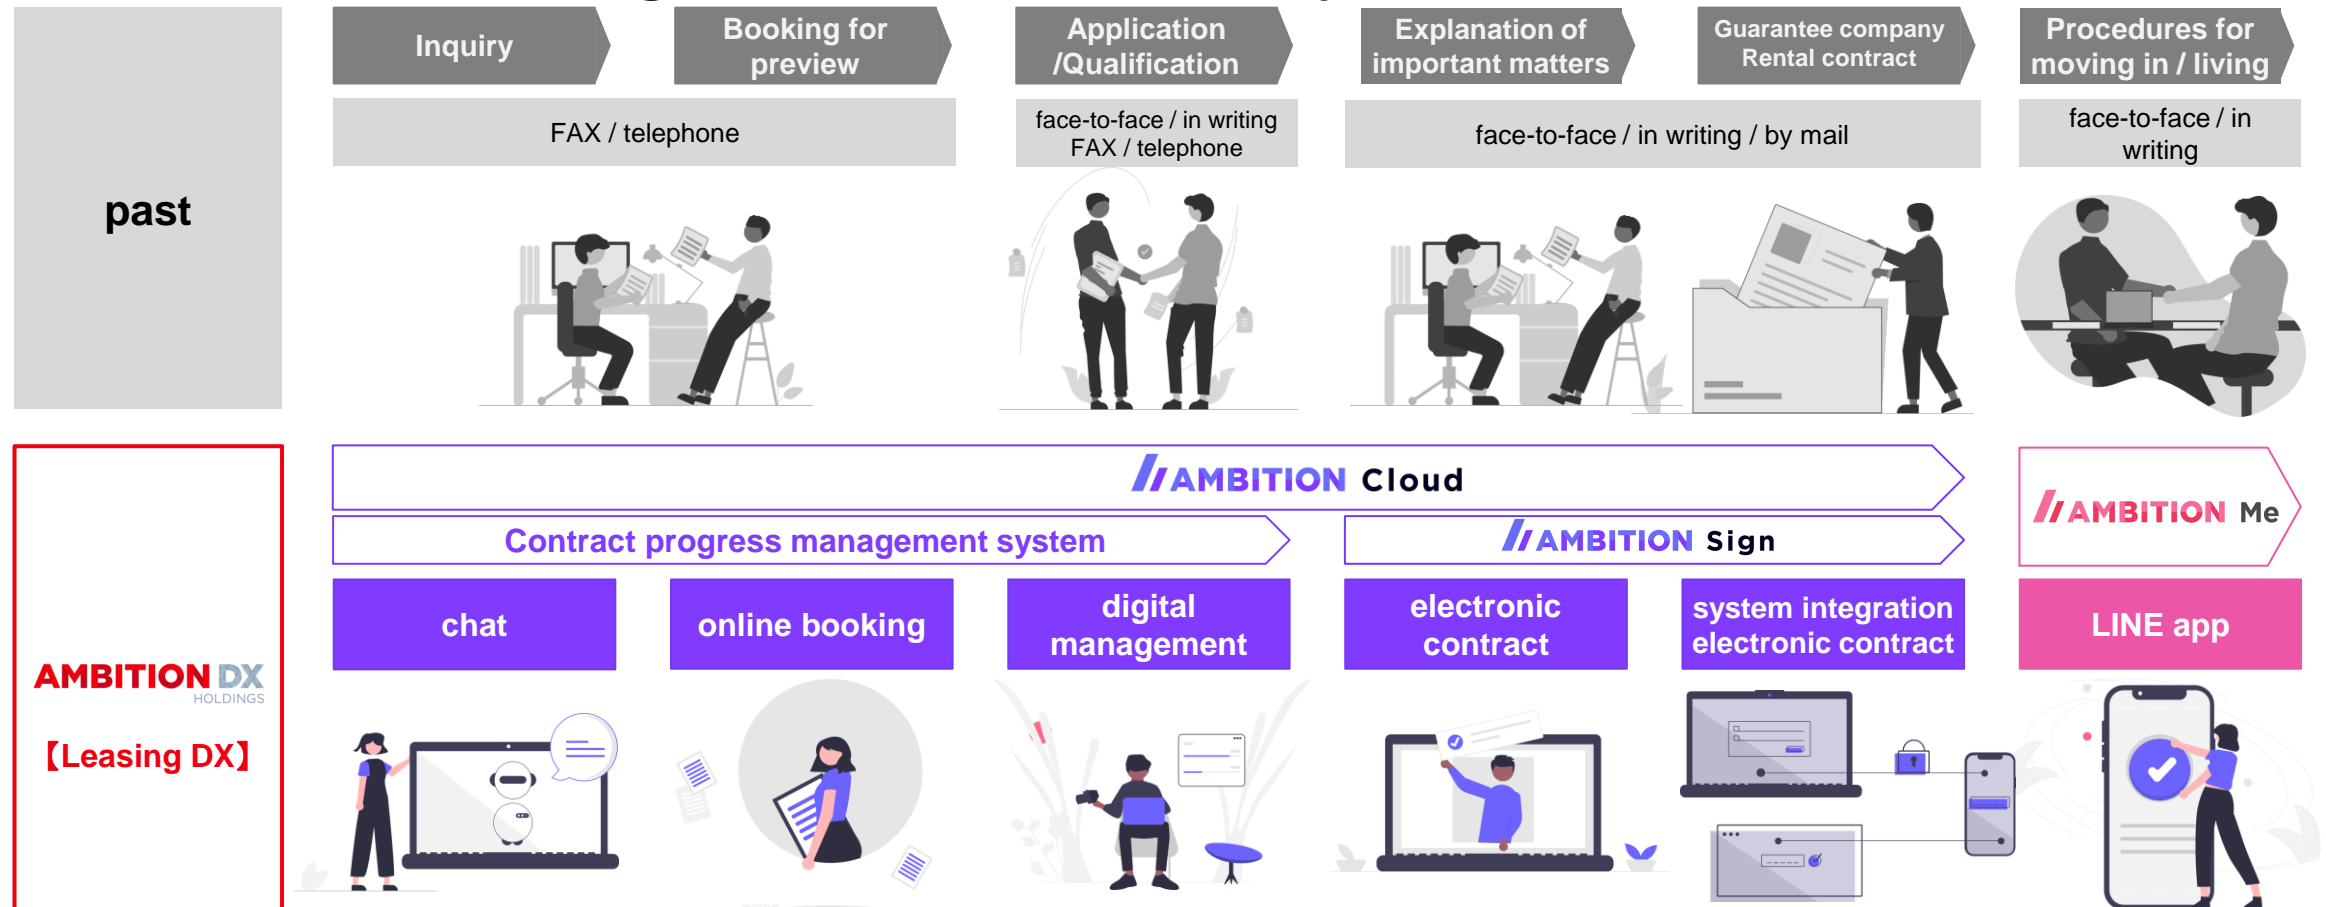 Inquiry
Booking for
preview
Application
/Qualification
Explanation of
important matters
Guarantee company
Rental contract
Procedures for
moving in / living
past
FAX / telephone
face-to-face / in writing
FAX / telephone
face-to-face / in writing / by mail
face-to-face / in
writing
AMBITION Cloud
AMBITION Me
Contract progress management system
AMBITION Sign
chat
online booking
digital
management
electronic
contract
system integration
electronic contract
LINE app
AMBITION DX
HOLDINGS
【Leasing DX】